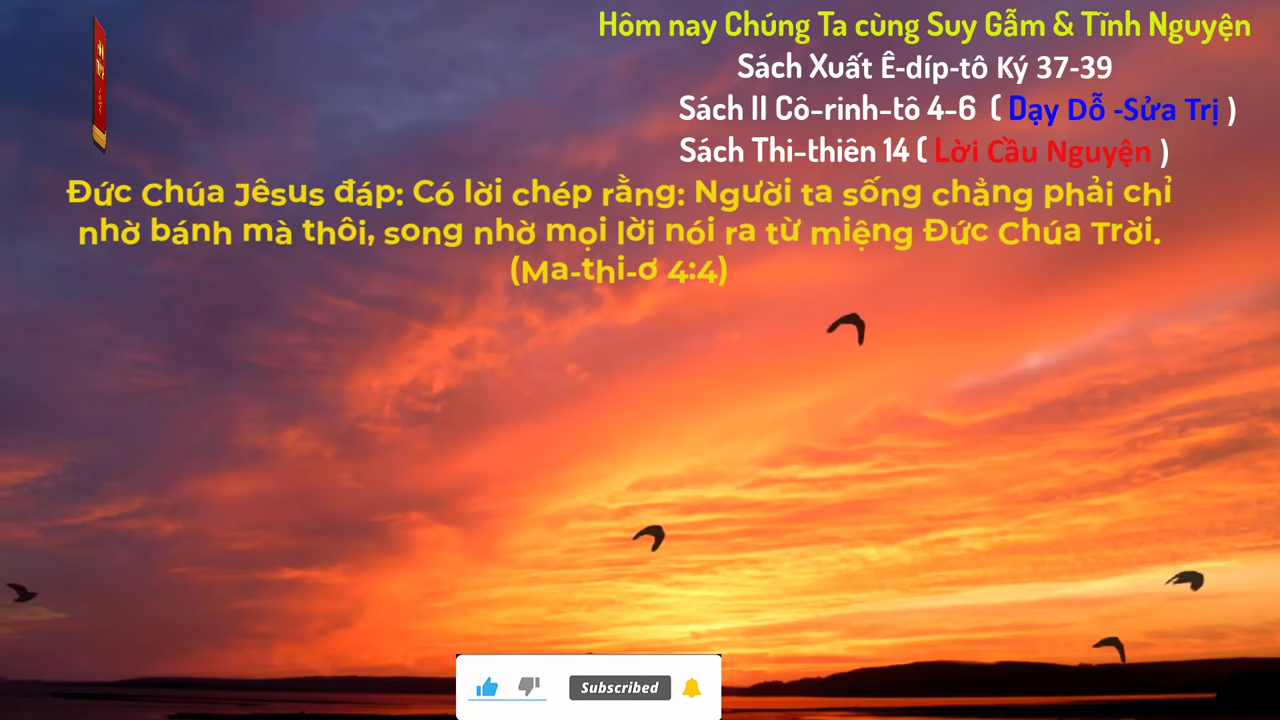 Hôm nay Chúng Ta cùng Suy Gẫm & Tĩnh Nguyện
Sách Xuất Ê-díp-tô Ký 37-39
Sách II Cô-rinh-tô 4-6 ( Dạy Dỗ -Sửa Trị )
Sách Thi-thiên 14 ( Lời Cầu Nguyện )
Đức Chúa Jêsus đáp: Có lời chép rằng: Người ta sống chẳng phải chỉ
nhờ bánh mà thôi, song nhờ mọi lời nói ra từ miệng Đức Chúa Trời.
(Ma-thi-ơ 4:4)
Subscribed